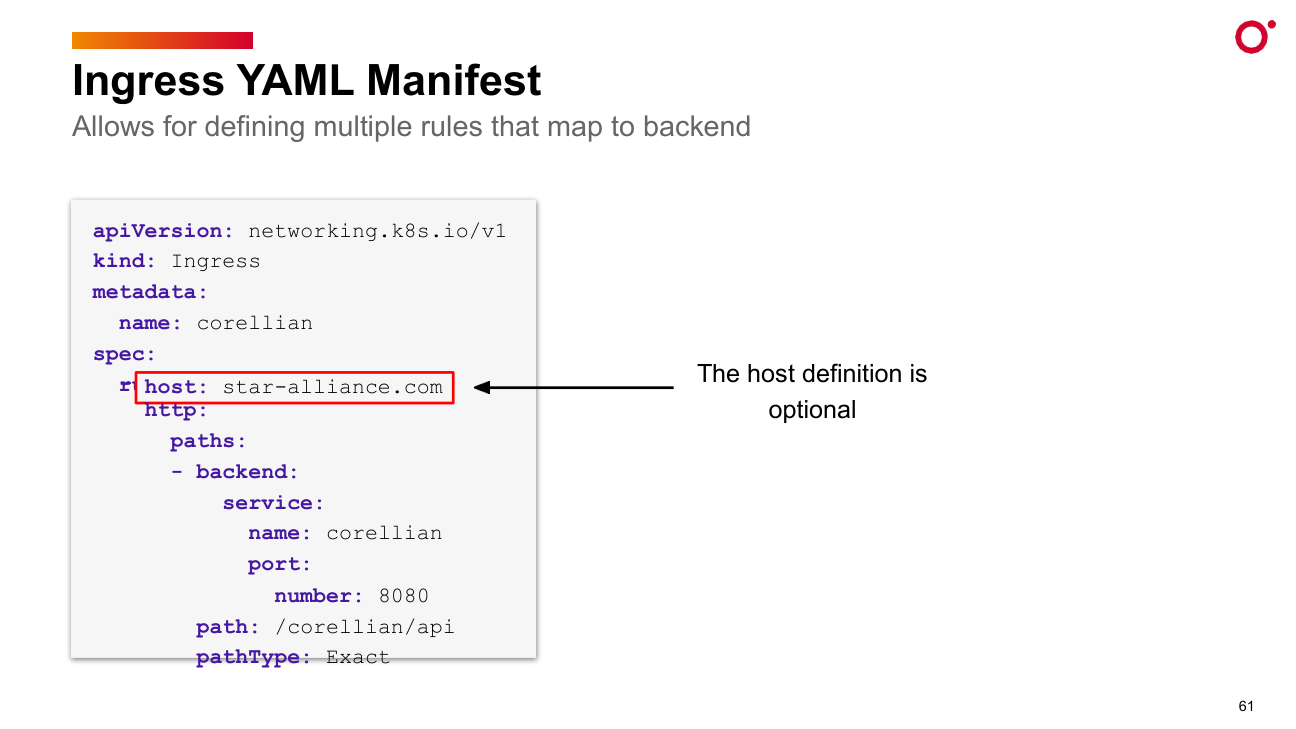 Ingress YAML Manifest
Allows for defining multiple rules that map to backend
apiVersion: networking.k8s.io/v1
kind: Ingress
metadata:
  name: corellian
spec:
    host: star-alliance.com
    http:
      paths:
      - backend:
          service:
            name: corellian
            port:
              number: 8080
        path: /corellian/api
        pathType: Exact
The host definition is
optional
61